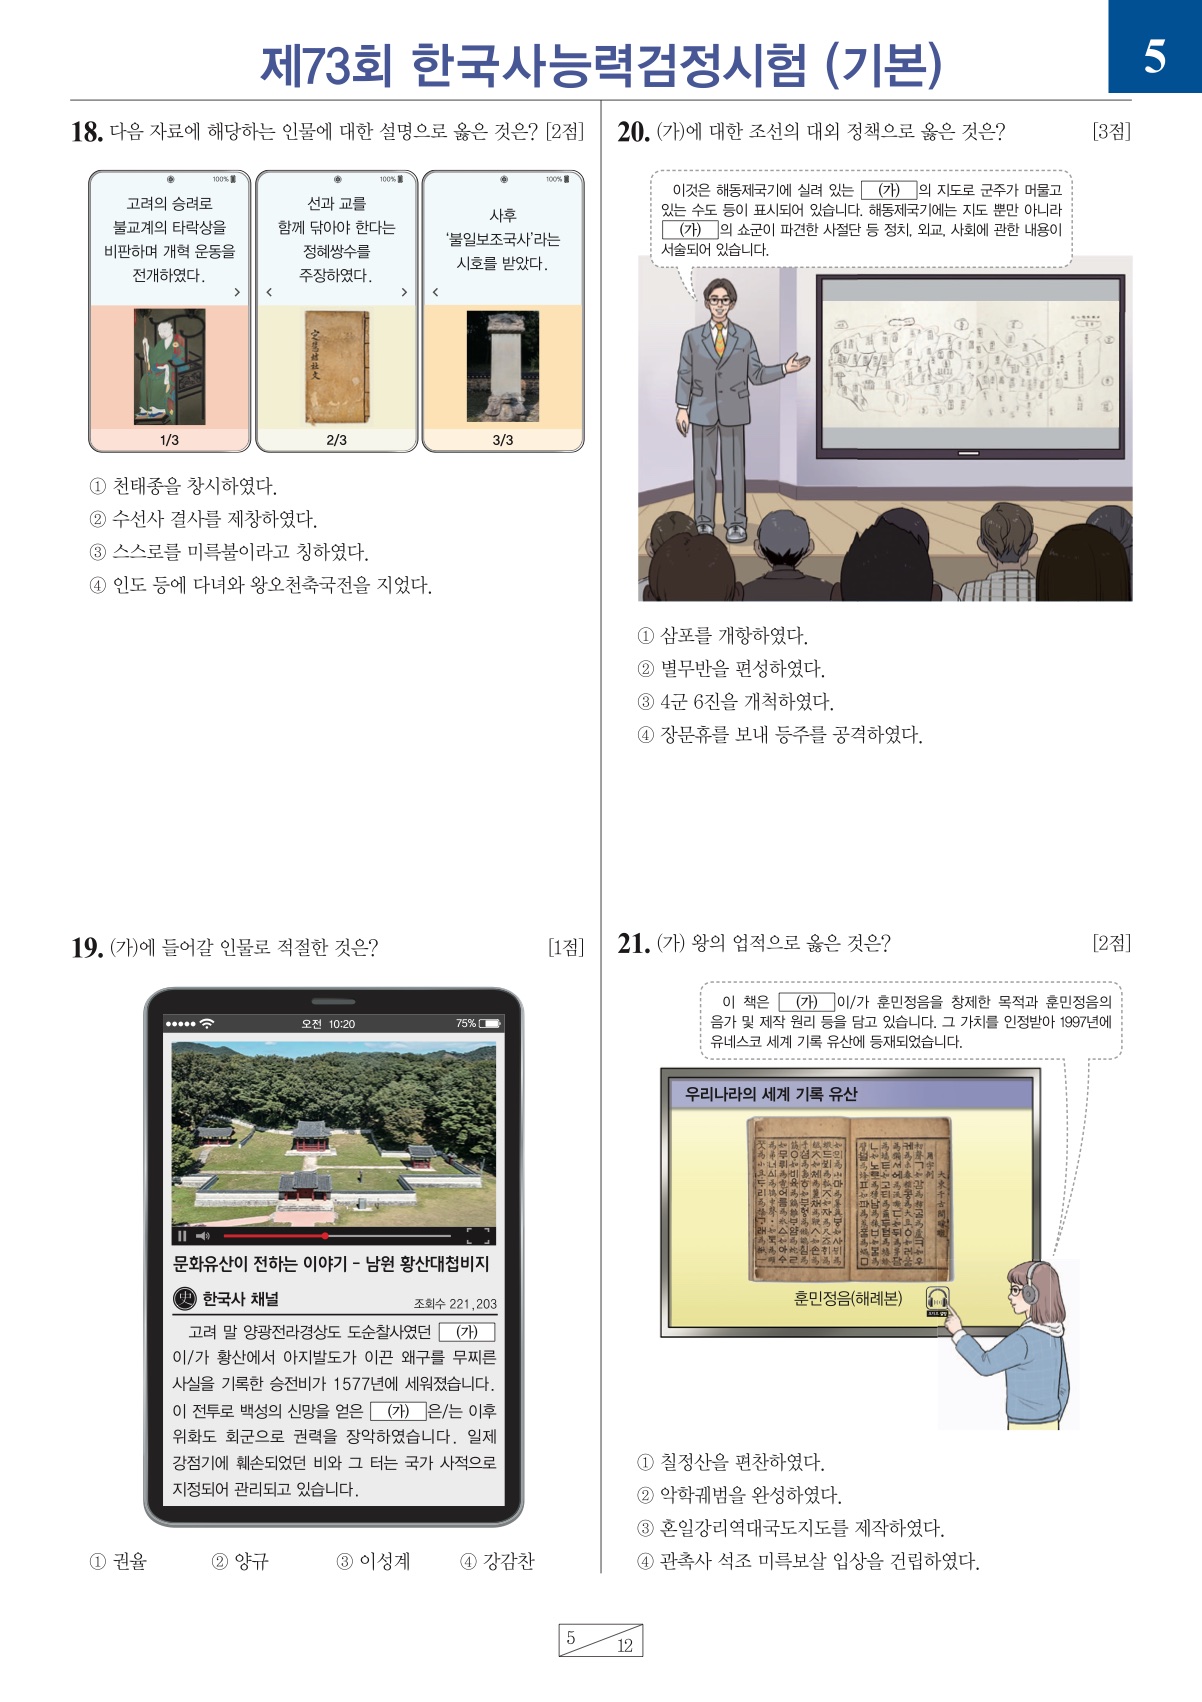 제73회 한국사능력검정시험 (기본)
5
18. 다음 자료에 해당하는 인물에 대한 설명으로 옳은 것은? [2점]
100%
고려의 승려로
불교계의 타락상을
비판하며 개혁 운동을
전개하였다.
1/3
100%
선과 교를
함께 닦아야 한다는
정혜쌍수를
주장하였다.
定慧結社文
2/3
100%
사후
‘불일보조국사’라는
시호를 받았다.
3/3
① 천태종을 창시하였다.
② 수선사 결사를 제창하였다.
③ 스스로를 미륵불이라고 칭하였다.
④ 인도 등에 다녀와 왕오천축국전을 지었다.
19. (가)에 들어갈 인물로 적절한 것은? [1점]
오전 10:20
75%
문화유산이 전하는 이야기 - 남원 황산대첩비지
史 한국사 채널
조회수 221,203
고려 말 양광전라경상도 도순찰사였던 (가)
이/가 황산에서 아지발도가 이끈 왜구를 무찌른
사실을 기록한 승전비가 1577년에 세워졌습니다.
이 전투로 백성의 신망을 얻은 (가) 은/는 이후
위화도 회군으로 권력을 장악하였습니다. 일제
강점기에 훼손되었던 비와 그 터는 국가 사적으로
지정되어 관리되고 있습니다.
① 권율 ② 양규 ③ 이성계 ④ 강감찬
20. (가)에 대한 조선의 대외 정책으로 옳은 것은? [3점]
이것은 해동제국기에 실려 있는 (가) 의 지도로 군주가 머물고
있는 수도 등이 표시되어 있습니다. 해동제국기에는 지도 뿐만 아니라
(가) 의 쇼군이 파견한 사절단 등 정치, 외교, 사회에 관한 내용이
서술되어 있습니다.
① 삼포를 개항하였다.
② 별무반을 편성하였다.
③ 4군 6진을 개척하였다.
④ 장문휴를 보내 등주를 공격하였다.
21. (가) 왕의 업적으로 옳은 것은? [2점]
이 책은 (가) 이/가 훈민정음을 창제한 목적과 훈민정음의
음가 및 제작 원리 등을 담고 있습니다. 그 가치를 인정받아 1997년에
유네스코 세계 기록 유산에 등재되었습니다.
우리나라의 세계 기록 유산
훈민정음(해례본)
① 칠정산을 편찬하였다.
② 악학궤범을 완성하였다.
③ 혼일강리역대국도지도를 제작하였다.
④ 관촉사 석조 미륵보살 입상을 건립하였다.
5
12